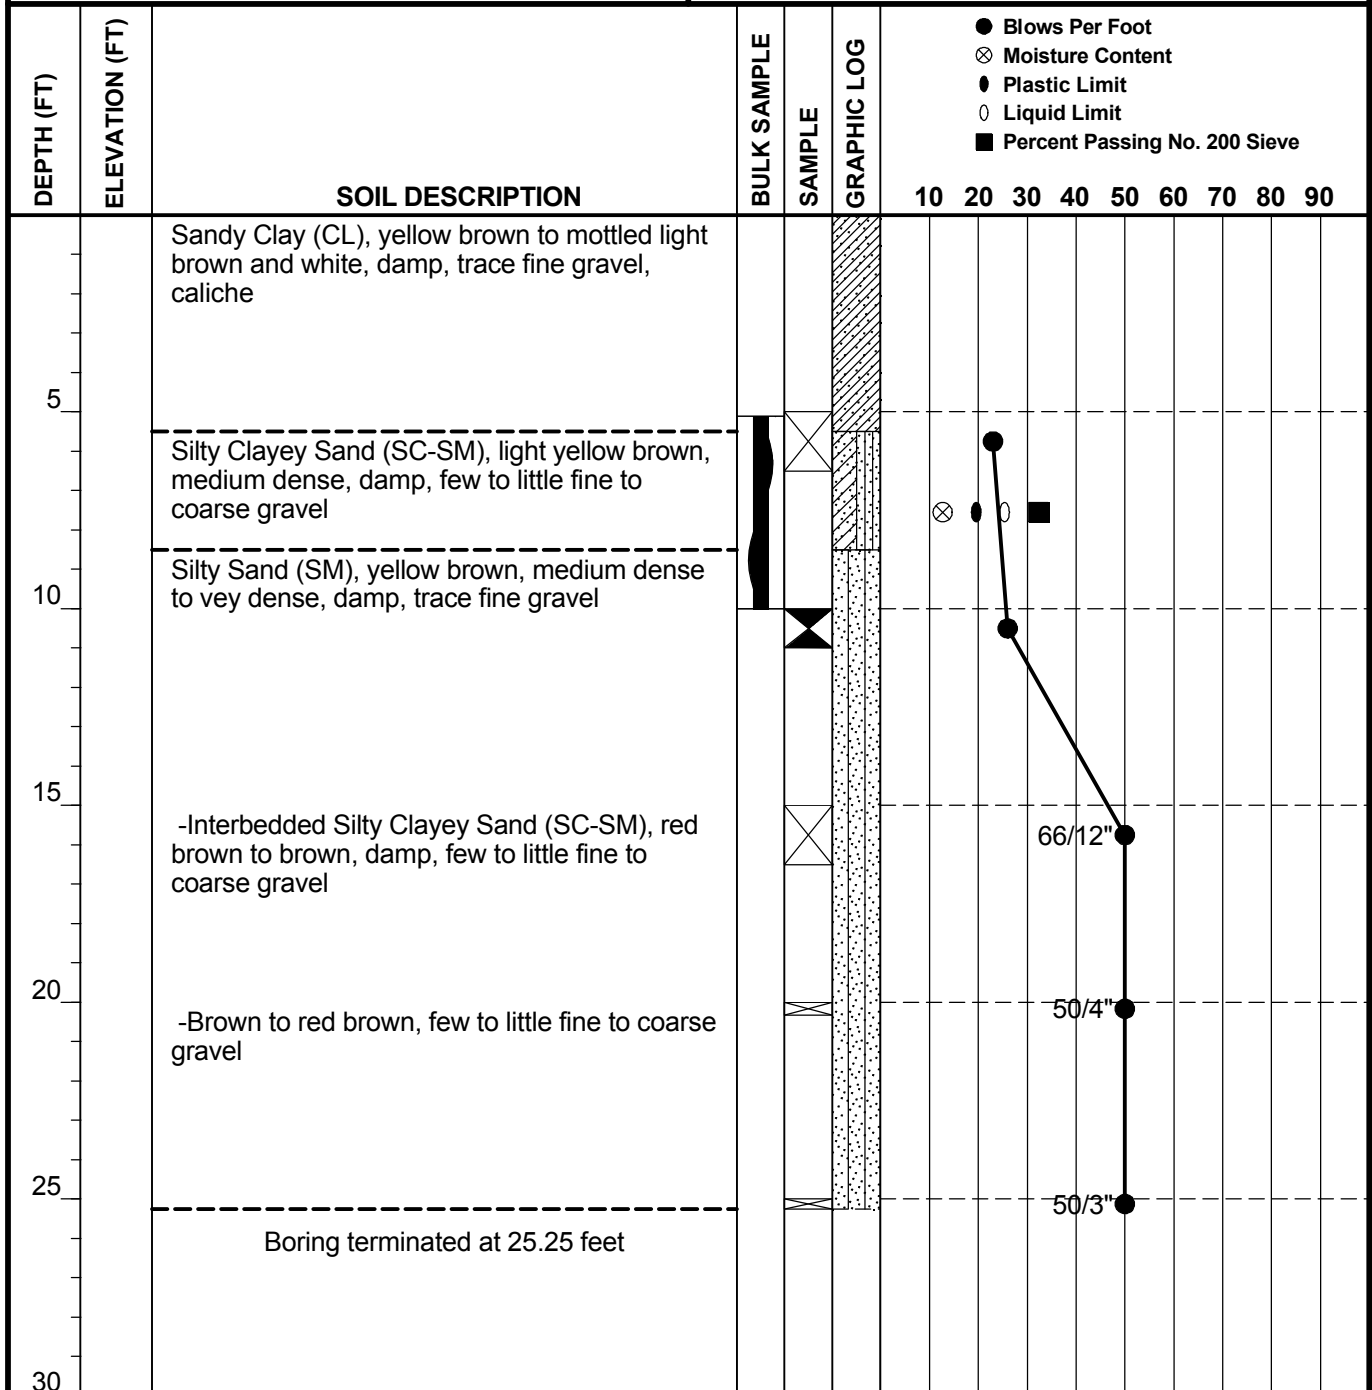 DEPTH (FT)
ELEVATION (FT)
SOIL DESCRIPTION
BULK SAMPLE
SAMPLE
GRAPHIC LOG
Blows Per Foot
Moisture Content
Plastic Limit
Liquid Limit
Percent Passing No. 200 Sieve
10 20 30 40 50 60 70 80 90
Sandy Clay (CL), yellow brown to mottled light
brown and white, damp, trace fine gravel,
caliche
5
Silty Clayey Sand (SC-SM), light yellow brown,
medium dense, damp, few to little fine to
coarse gravel
Silty Sand (SM), yellow brown, medium dense
to vey dense, damp, trace fine gravel
10
15
-Interbedded Silty Clayey Sand (SC-SM), red
brown to brown, damp, few to little fine to
coarse gravel
66/12"
20
50/4"
-Brown to red brown, few to little fine to coarse
gravel
25
50/3"
Boring terminated at 25.25 feet
30